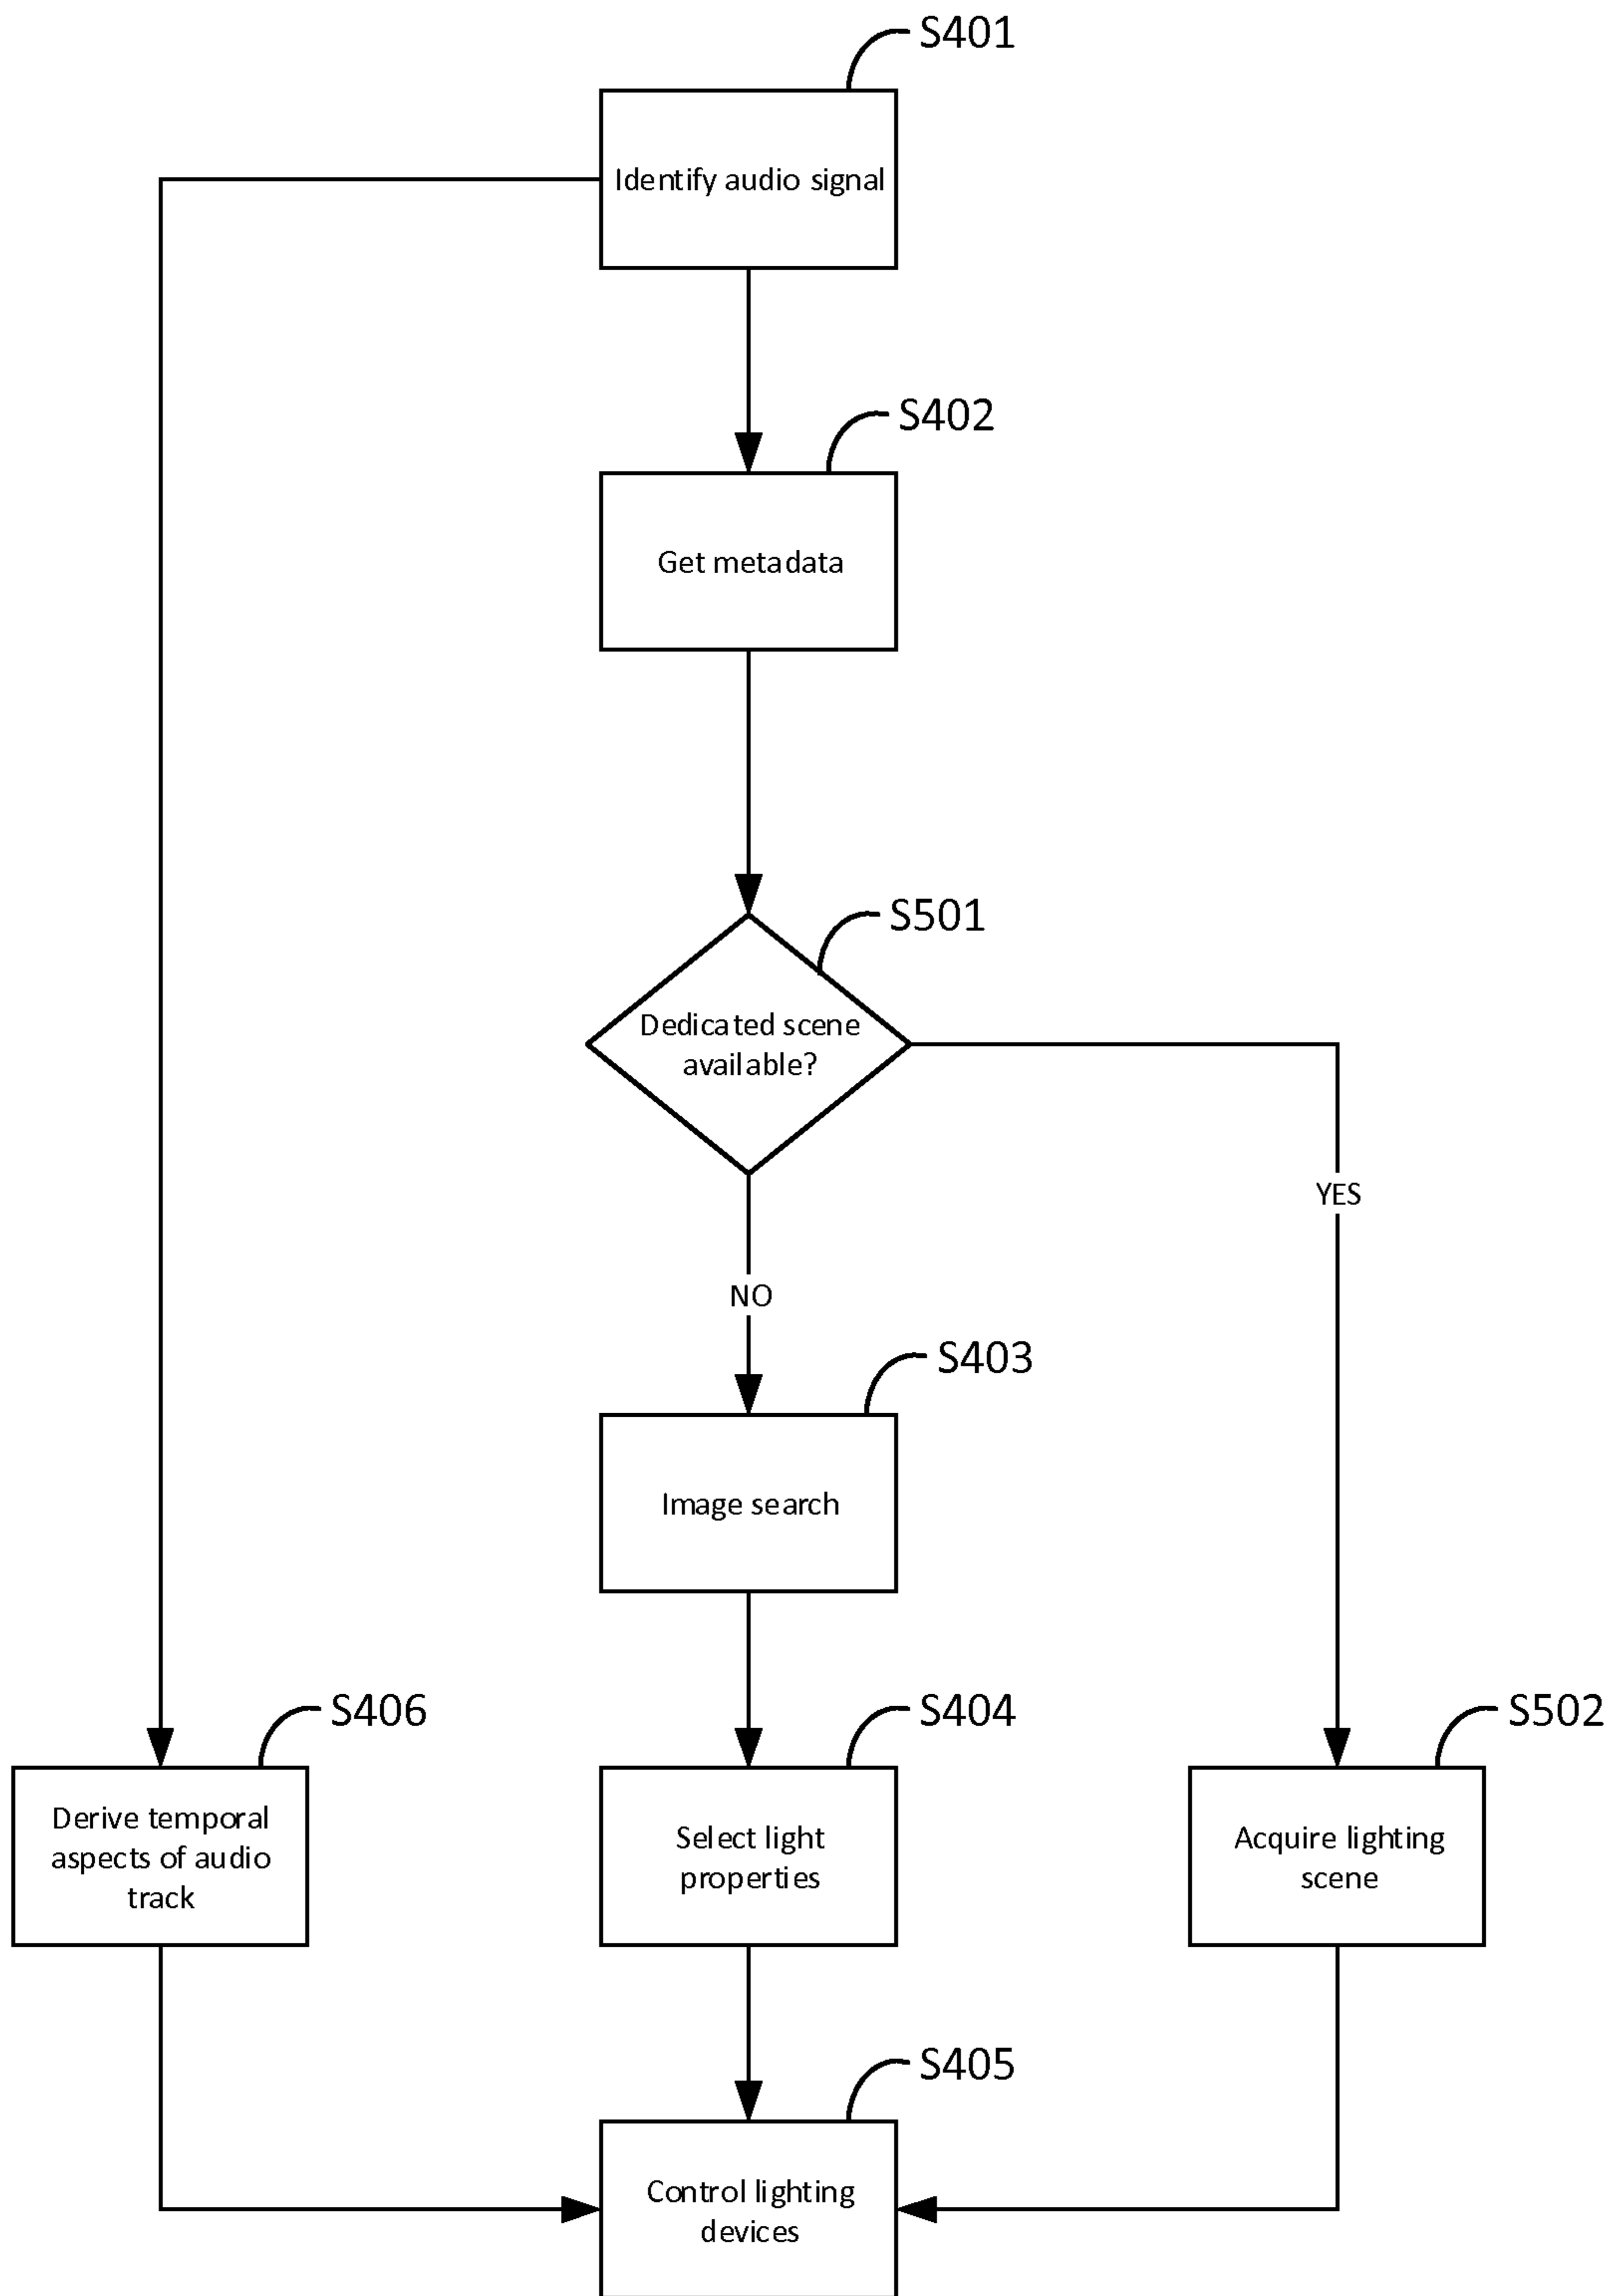 S401
Identify audio signal
S402
Get metadata
S501
Dedicated scene
available?
YES
NO
S403
Image search
S406
Derive temporal
aspects of audio
track
S404
Select light
properties
S502
Acquire lighting
scene
S405
Control lighting
devices